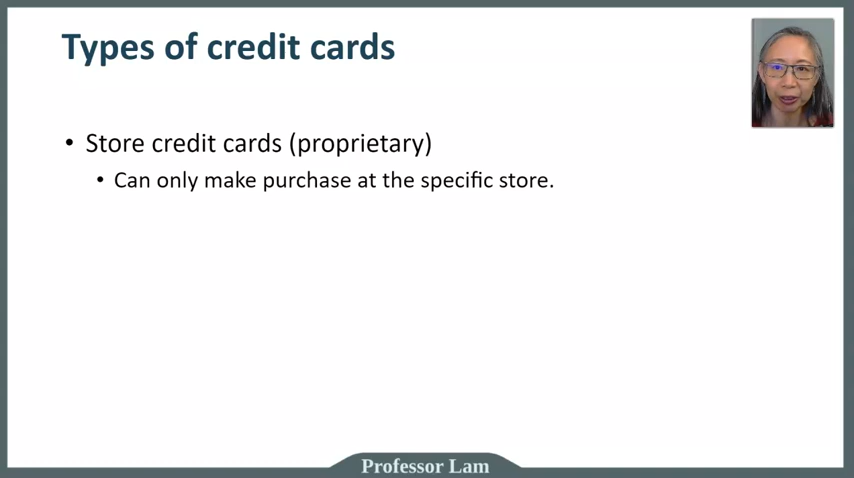 Types of credit cards
• Store credit cards (proprietary)
• Can only make purchase at the specific store.
Professor Lam